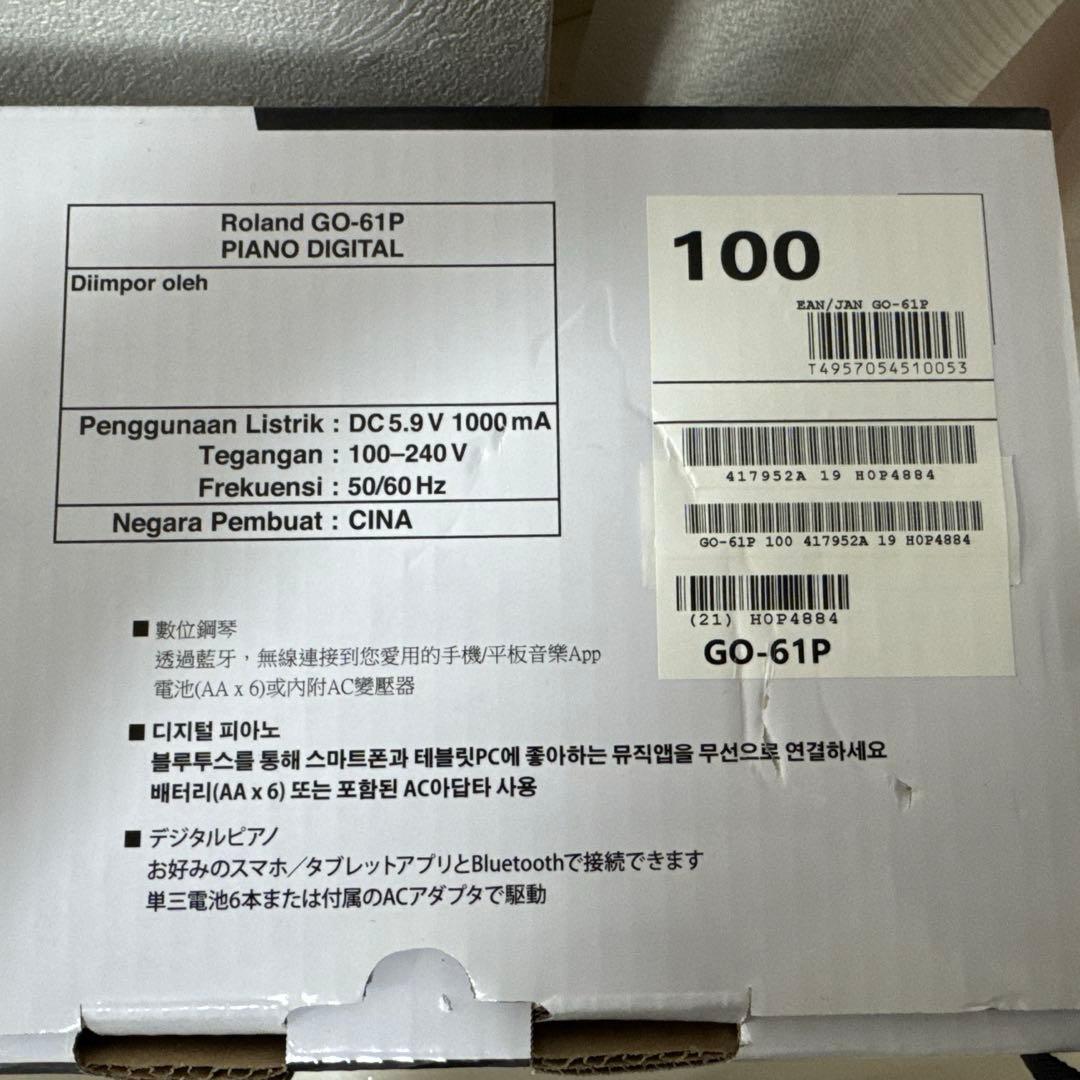 Roland GO-61P
PIANO DIGITAL
Diimpor oleh
Penggunaan Listrik : DC 5.9 V 1000 mA
Tegangan : 100–240 V
Frekuensi : 50/60 Hz
Negara Pembuat : CINA
100
EAN/JAN GO-61P
T4957054510053
417952A 19 H0P4884
GO-61P 100 417952A 19 H0P4884
(21) H0P4884
GO-61P
■ 數位鋼琴
透過藍牙，無線連接到您愛用的手機/平板音樂App
電池(AA x 6)或內附AC變壓器
■ 디지털 피아노
블루투스를 통해 스마트폰과 테블릿PC에 좋아하는 뮤직앱을 무선으로 연결하세요
배터리(AA x 6) 또는 포함된 AC아답타 사용
■ デジタルピアノ
お好みのスマホ／タブレットアプリとBluetoothで接続できます
単三電池6本または付属のACアダプタで駆動